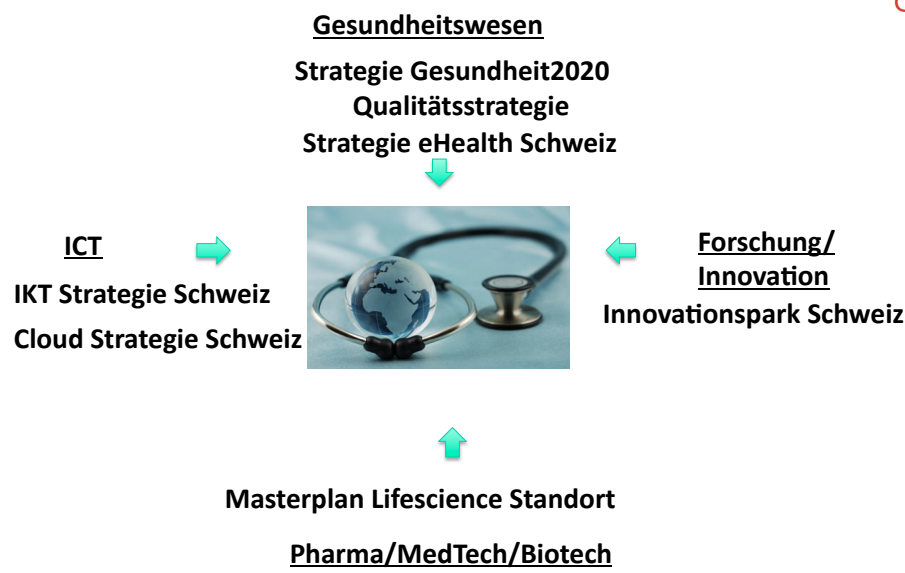 Gesundheitswesen
Strategie Gesundheit2020
Qualitätsstrategie
Strategie eHealth Schweiz
ICT
IKT Strategie Schweiz
Cloud Strategie Schweiz
Forschung/
Innovation
Innovationspark Schweiz
Masterplan Lifescience Standort
Pharma/MedTech/Biotech